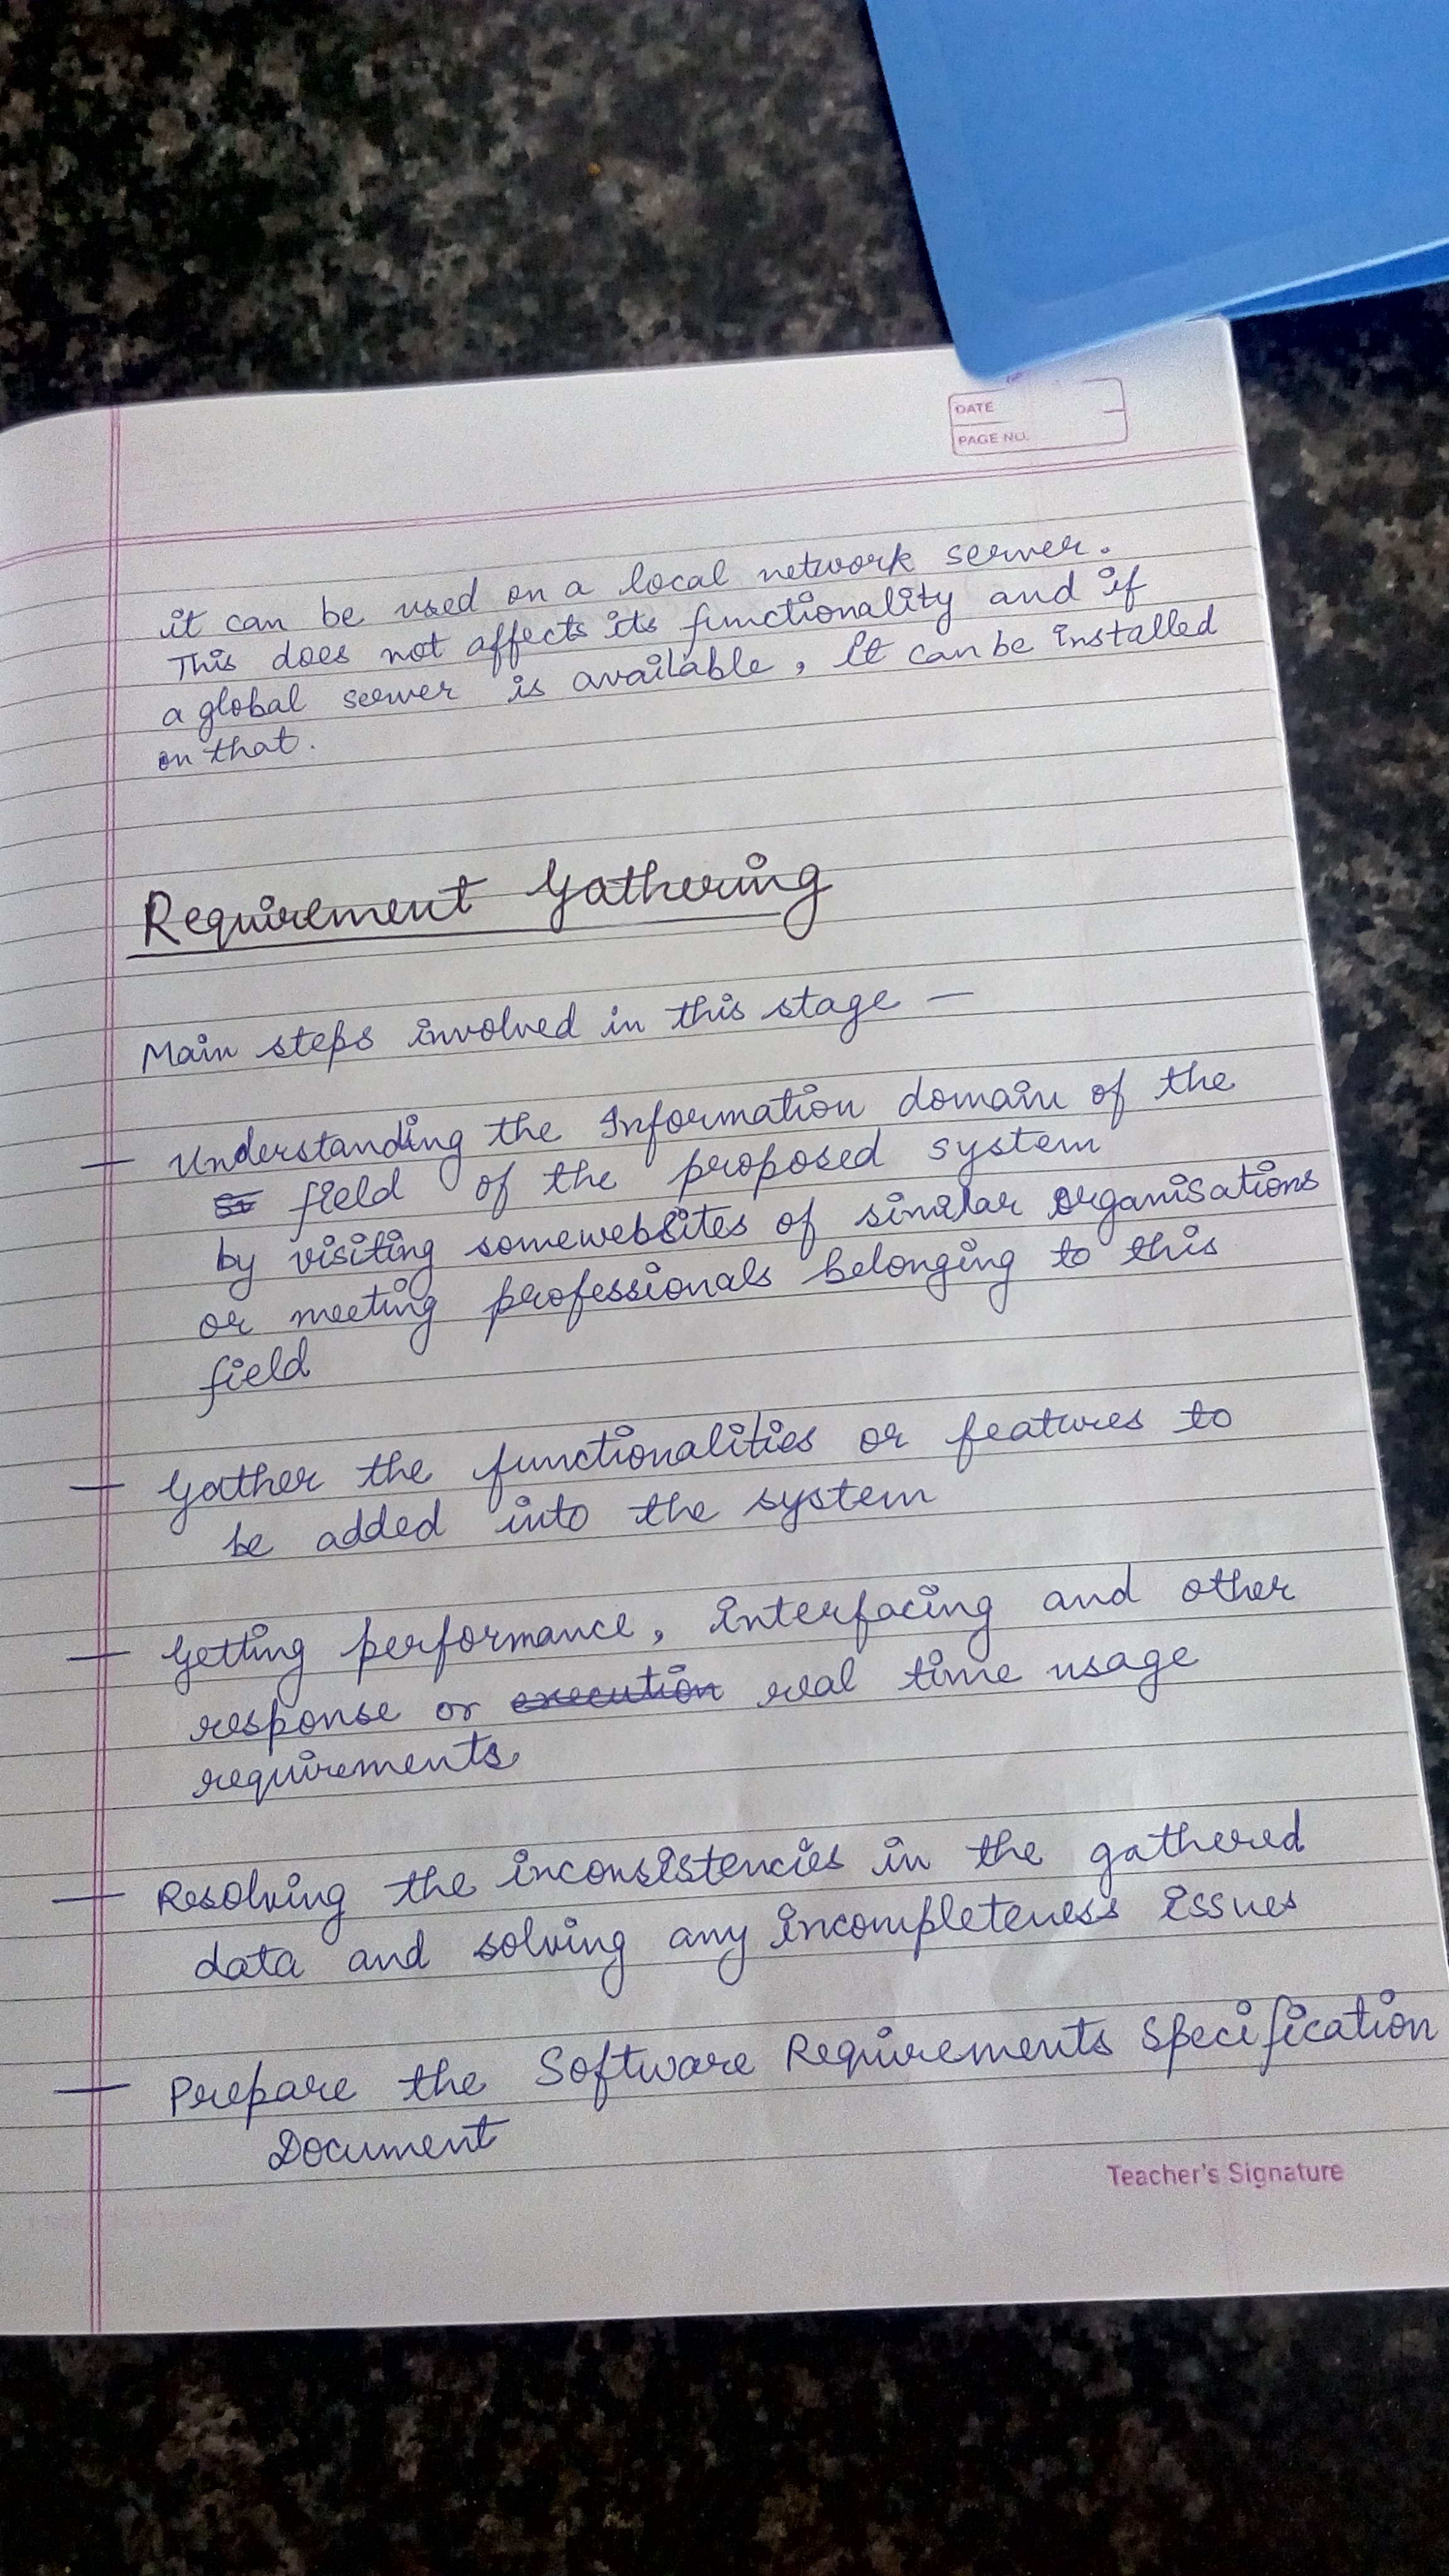 DATE
PAGE NO.
it can be used on a local network server.
This does not affects its functionality and if
a global server is available, it can be installed
on that.
Requirement Gathering
Main steps involved in this stage —
— Understanding the Information domain of the
field of the proposed system
by visiting somewebsites of similar organisations
or meeting professionals belonging to this
field
— Gather the functionalities or features to
be added into the system
— Getting performance, interfacing and other
response or execution real time usage
requirements
— Resolving the inconsistencies in the gathered
data and solving any incompleteness issues
— Prepare the Software Requirements Specification
Document
Teacher's Signature